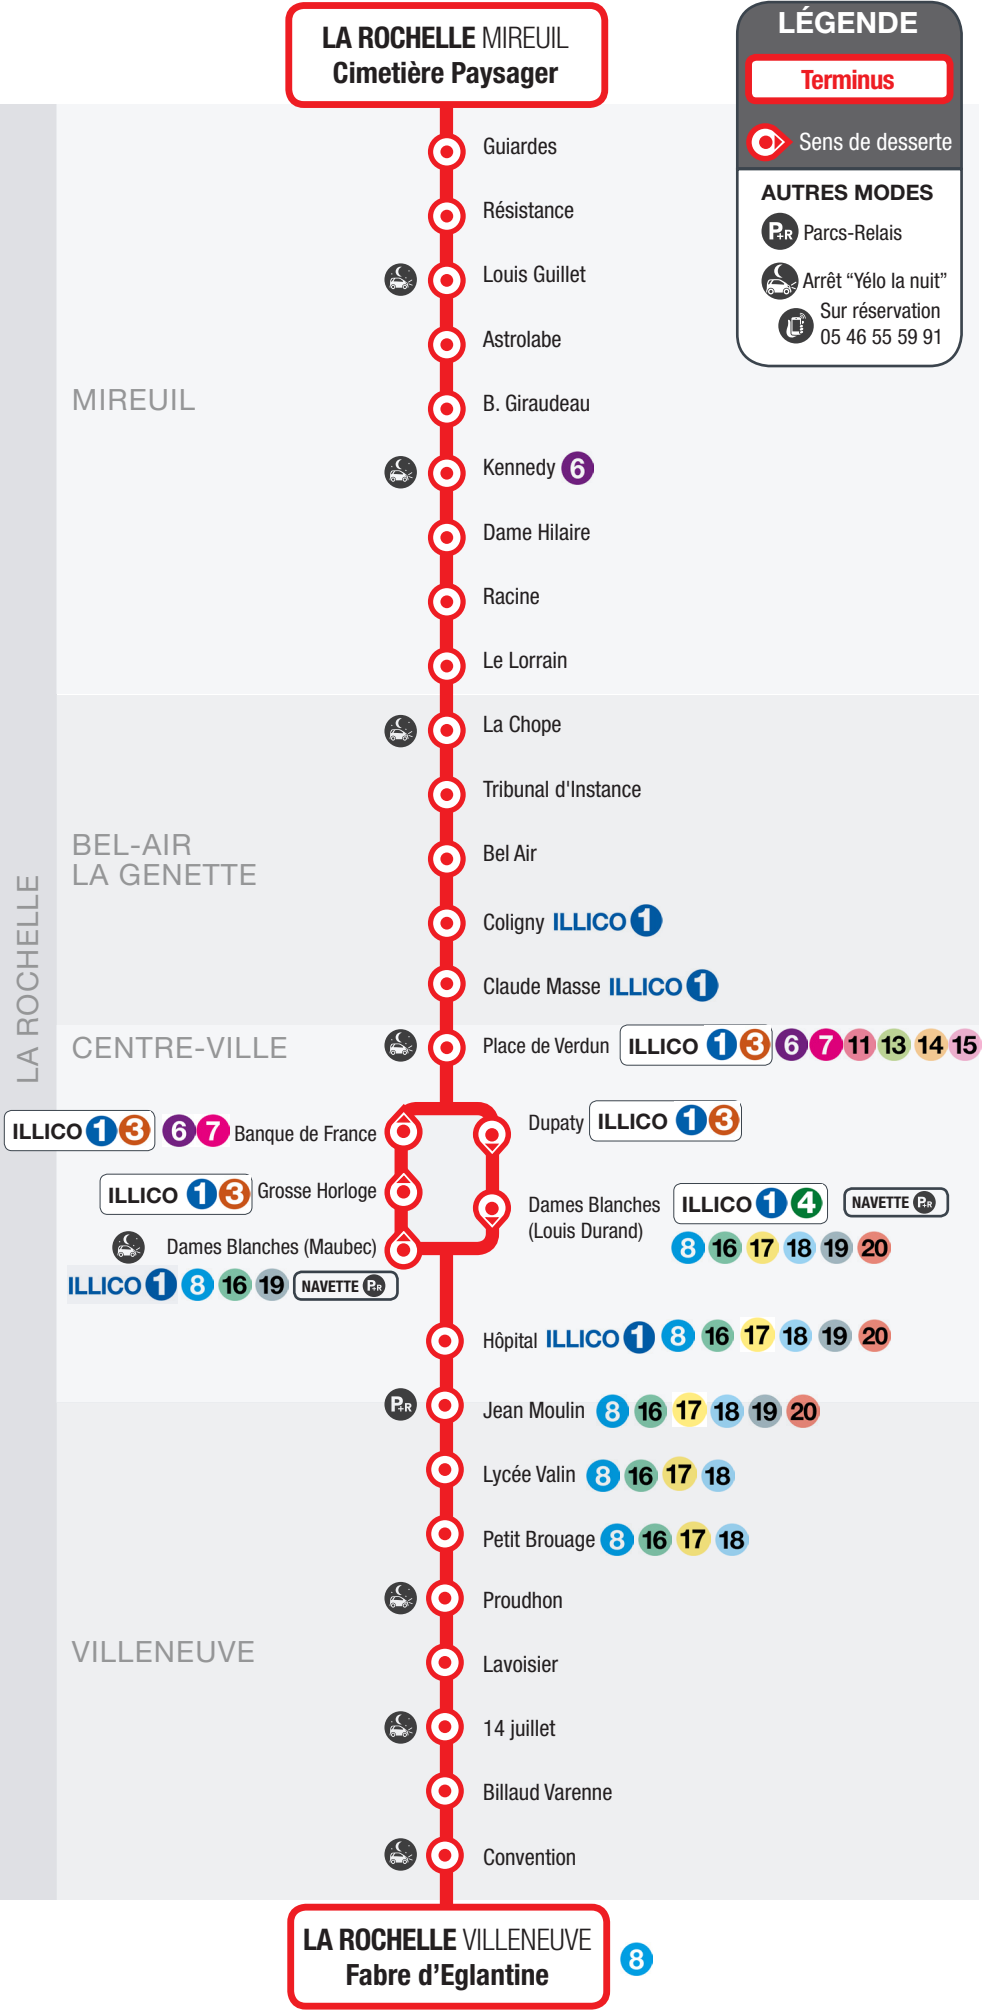 LA ROCHELLE MIREUIL
Cimetière Paysager
LÉGENDE
Terminus
Sens de desserte
AUTRES MODES
P+R Parcs-Relais
Arrêt “Yélo la nuit”
Sur réservation
05 46 55 59 91
LA ROCHELLE
MIREUIL
Guiardes
Résistance
Louis Guillet
Astrolabe
B. Giraudeau
Kennedy 6
Dame Hilaire
Racine
Le Lorrain
BEL-AIR
LA GENETTE
La Chope
Tribunal d'Instance
Bel Air
Coligny ILLICO 1
Claude Masse ILLICO 1
CENTRE-VILLE
Place de Verdun ILLICO 1 3 6 7 11 13 14 15
ILLICO 1 3 6 7 Banque de France
Dupaty ILLICO 1 3
ILLICO 1 3 Grosse Horloge
Dames Blanches ILLICO 1 4 NAVETTE P+R
(Louis Durand) 8 16 17 18 19 20
Dames Blanches (Maubec)
ILLICO 1 8 16 19 NAVETTE P+R
Hôpital ILLICO 1 8 16 17 18 19 20
VILLENEUVE
P+R Jean Moulin 8 16 17 18 19 20
Lycée Valin 8 16 17 18
Petit Brouage 8 16 17 18
Proudhon
Lavoisier
14 juillet
Billaud Varenne
Convention
LA ROCHELLE VILLENEUVE
Fabre d’Eglantine
8